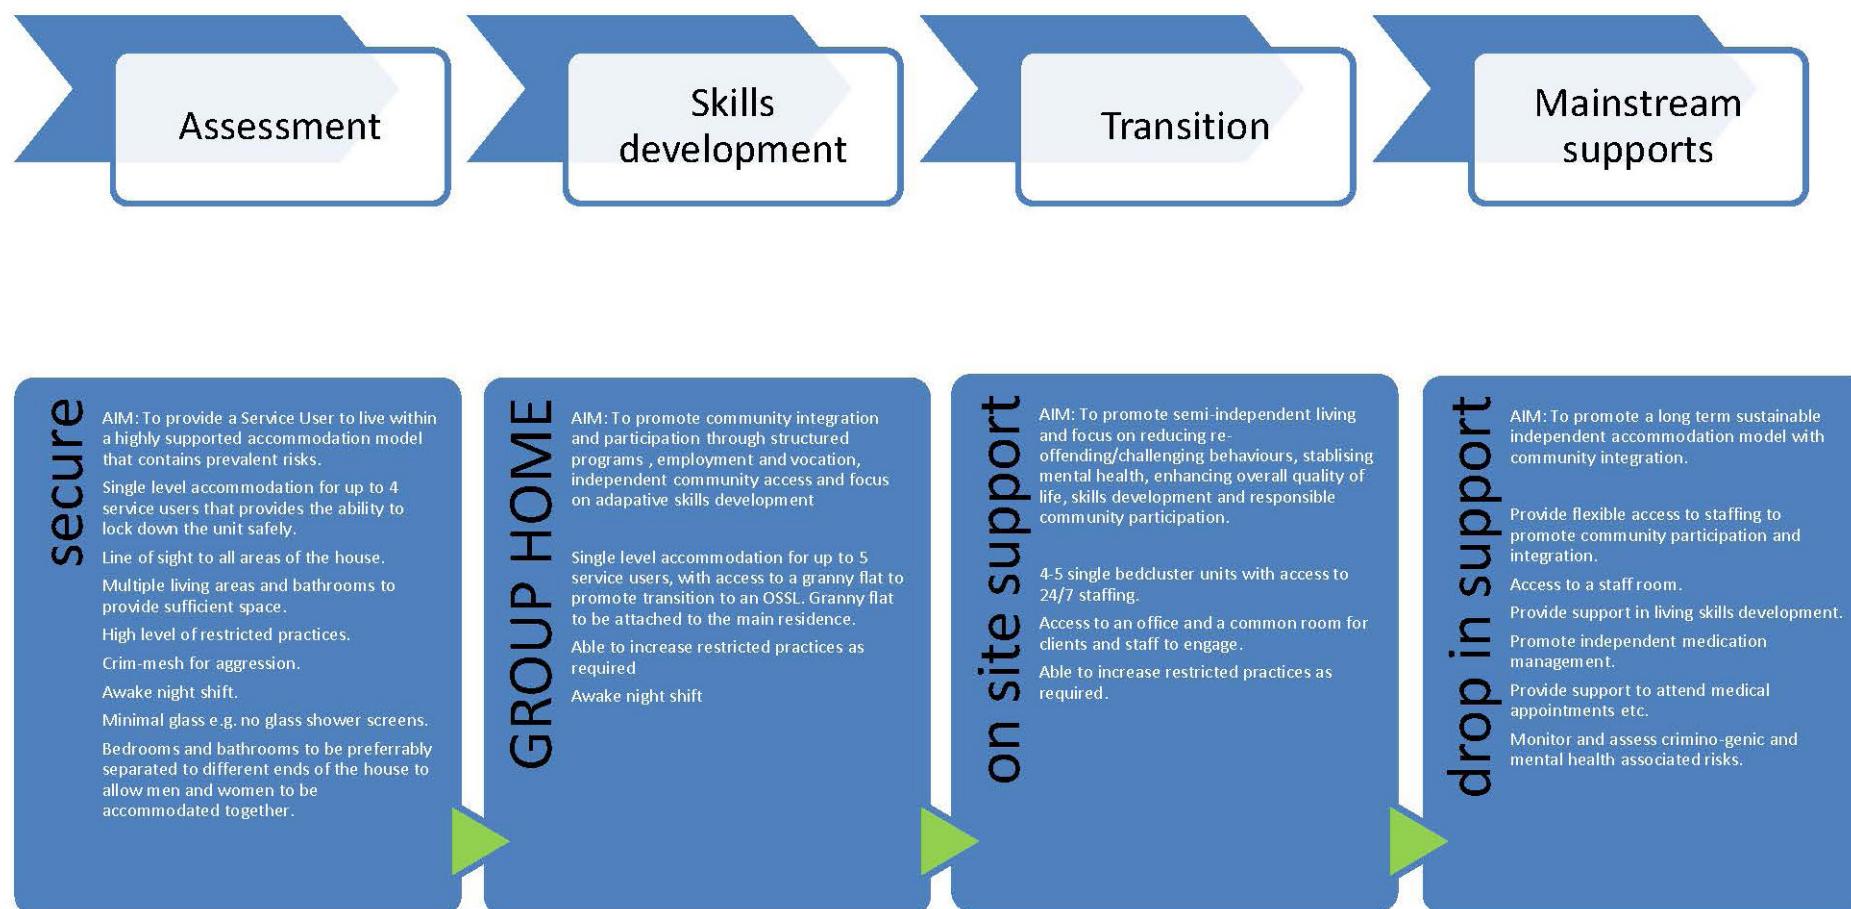 Assessment
Skills
development
Transition
Mainstream
supports
secure
AIM: To provide a Service User to live within
a highly supported accommodation model
that contains prevalent risks.
Single level accommodation for up to 4
service users that provides the ability to
lock down the unit safely.
Line of sight to all areas of the house.
Multiple living areas and bathrooms to
provide sufficient space.
High level of restricted practices.
Crim-mesh for aggression.
Awake night shift.
Minimal glass e.g. no glass shower screens.
Bedrooms and bathrooms to be preferrably
separated to different ends of the house to
allow men and women to be
accommodated together.
GROUP HOME
AIM: To promote community integration
and participation through structured
programs , employment and vocation,
independent community access and focus
on adapative skills development
Single level accommodation for up to 5
service users, with access to a granny flat to
promote transition to an OSSL. Granny flat
to be attached to the main residence.
Able to increase restricted practices as
required
Awake night shift
on site support
AIM: To promote semi-independent living
and focus on reducing re-
offending/challenging behaviours, stablising
mental health, enhancing overall quality of
life, skills development and responsible
community participation.
4-5 single bedcluster units with access to
24/7 staffing.
Access to an office and a common room for
clients and staff to engage.
Able to increase restricted practices as
required.
drop in support
AIM: To promote a long term sustainable
independent accommodation model with
community integration.
Provide flexible access to staffing to
promote community participation and
integration.
Access to a staff room.
Provide support in living skills development.
Promote independent medication
management.
Provide support to attend medical
appointments etc.
Monitor and assess crimino-genic and
mental health associated risks.